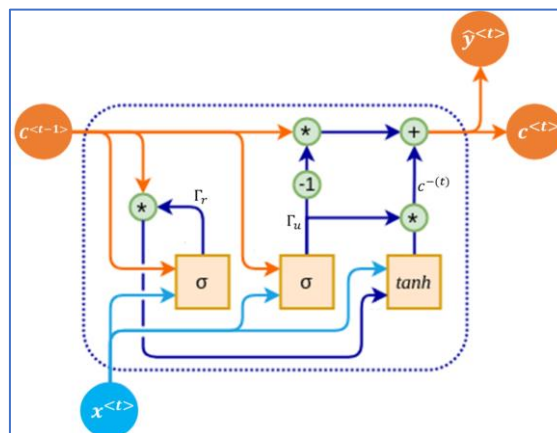 ŷ<t>
C<t-1>
*
+
c<t>
-1
c-(t)
*
Γr
Γu
*
σ
σ
tanh
x<t>